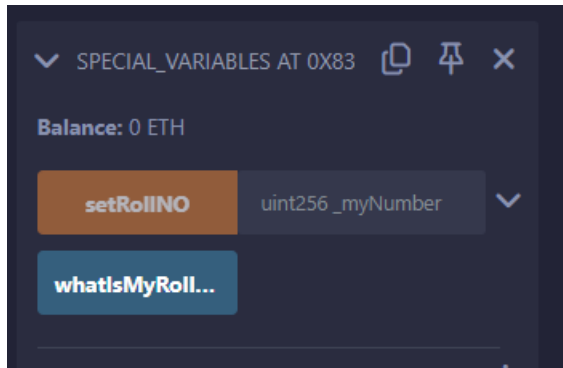 SPECIAL_VARIABLES AT 0X83
Balance: 0 ETH
setRollNO uint256 _myNumber
whatIsMyRoll...